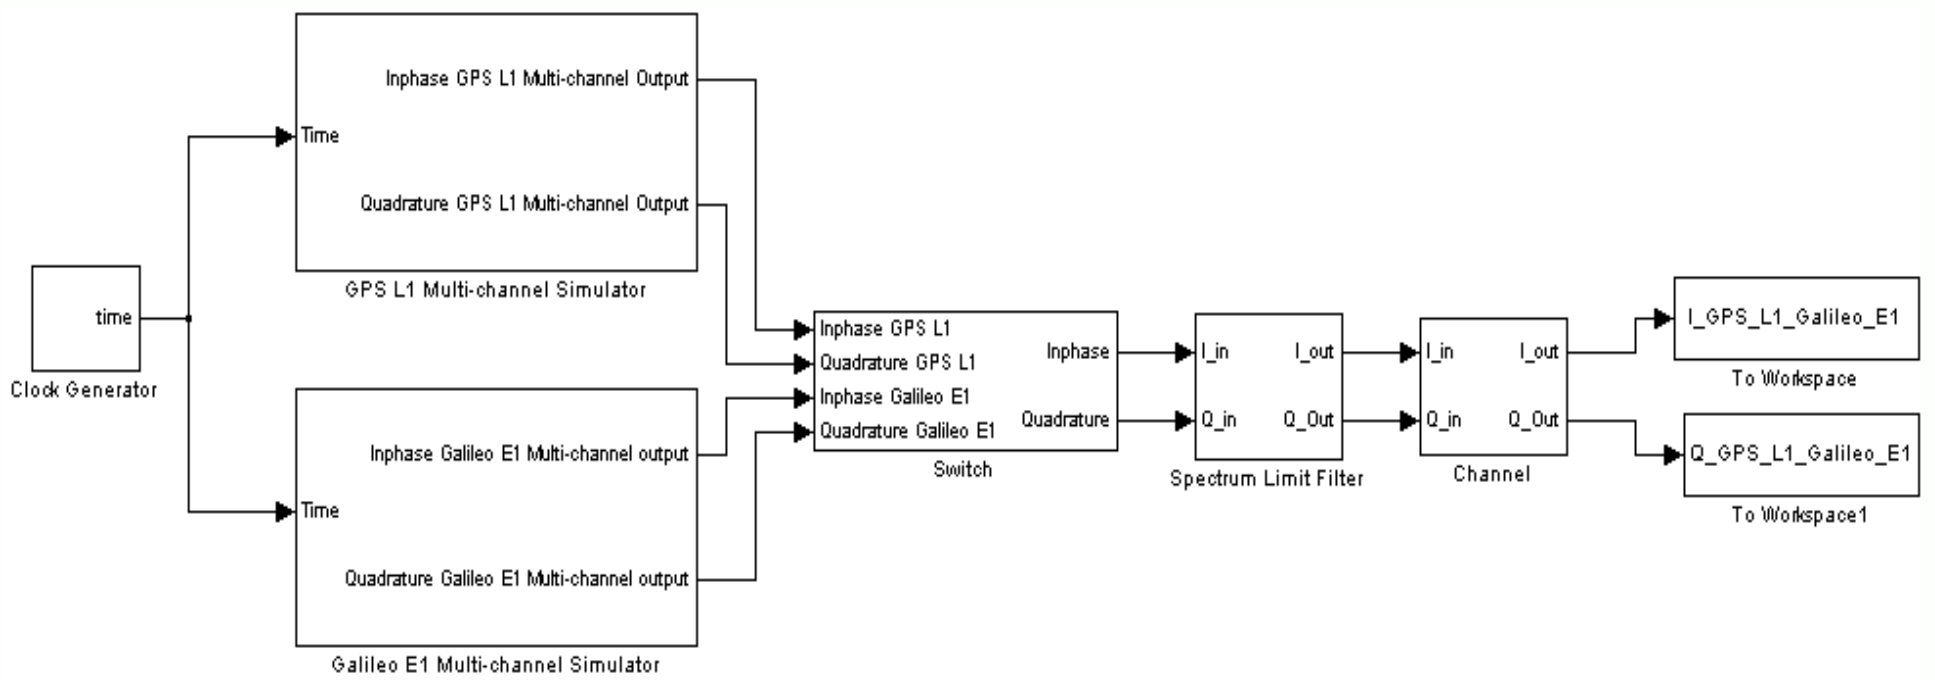 Inphase GPS L1 Multi-channel Output
Time
Quadrature GPS L1 Multi-channel Output
GPS L1 Multi-channel Simulator
time
Clock Generator
Inphase Galileo E1 Multi-channel output
Time
Quadrature Galileo E1 Multi-channel output
Galileo E1 Multi-channel Simulator
Inphase GPS L1
Quadrature GPS L1
Inphase Galileo E1
Quadrature Galileo E1
Inphase
Quadrature
Switch
I_in
Q_in
I_out
Q_Out
Spectrum Limit Filter
I_in
Q_in
I_out
Q_Out
Channel
I_GPS_L1_Galileo_E1
To Workspace
Q_GPS_L1_Galileo_E1
To Workspace1